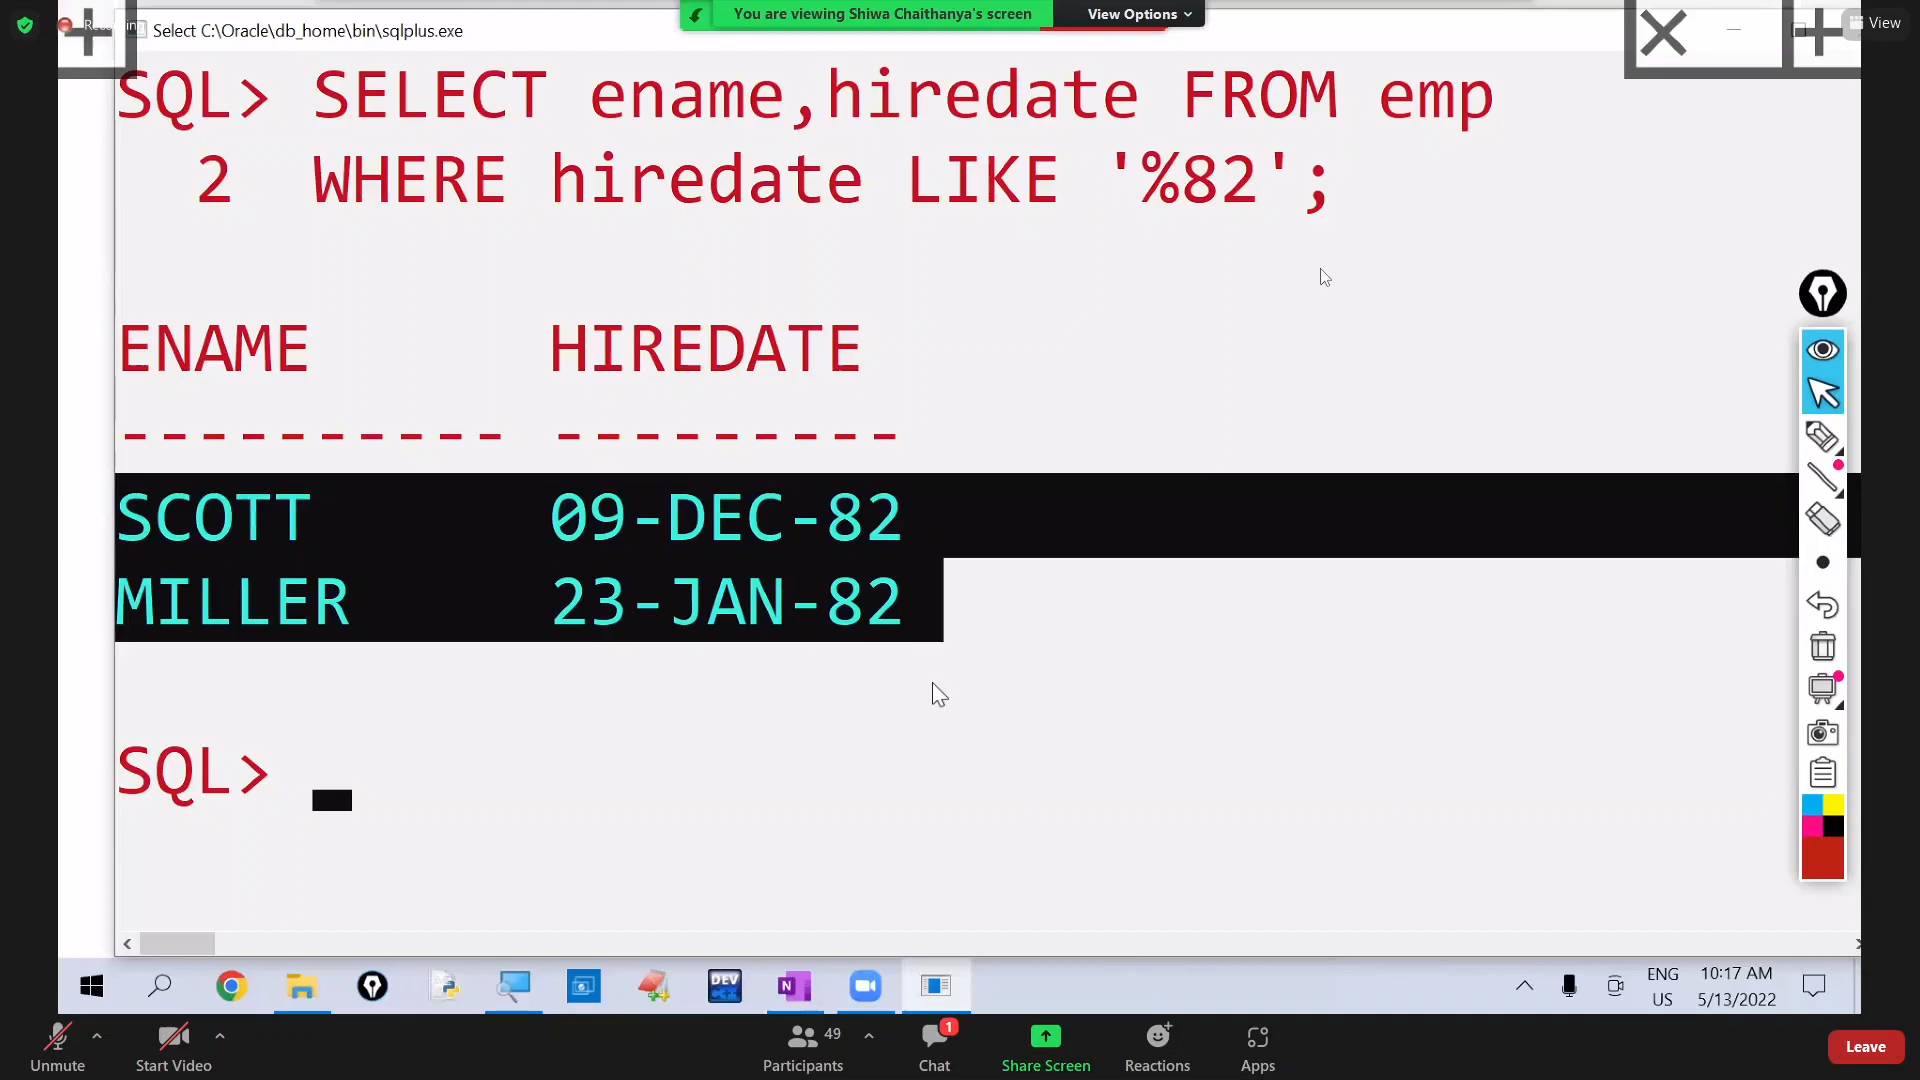 You are viewing Shiwa Chaithanya's screen
View Options
View
Select C:\Oracle\db_home\bin\sqlplus.exe
SQL> SELECT ename,hiredate FROM emp
2 WHERE hiredate LIKE '%82';
ENAME HIREDATE
---------- ---------
SCOTT 09-DEC-82
MILLER 23-JAN-82
SQL>
DEV
N
ENG
US
10:17 AM
5/13/2022
49
1
Unmute
Start Video
Participants
Chat
Share Screen
Reactions
Apps
Leave